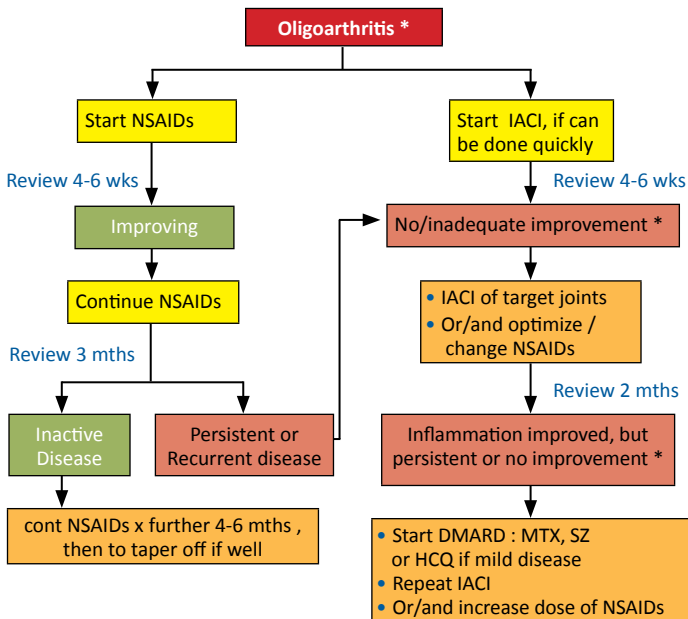 Oligoarthritis *
Start NSAIDs
Review 4-6 wks
Improving
Continue NSAIDs
Review 3 mths
Inactive
Disease
Persistent or
Recurrent disease
cont NSAIDs x further 4-6 mths ,
then to taper off if well
Start IACI, if can
be done quickly
Review 4-6 wks
No/inadequate improvement *
• IACI of target joints
• Or/and optimize /
change NSAIDs
Review 2 mths
Inflammation improved, but
persistent or no improvement *
• Start DMARD : MTX, SZ
or HCQ if mild disease
• Repeat IACI
• Or/and increase dose of NSAIDs